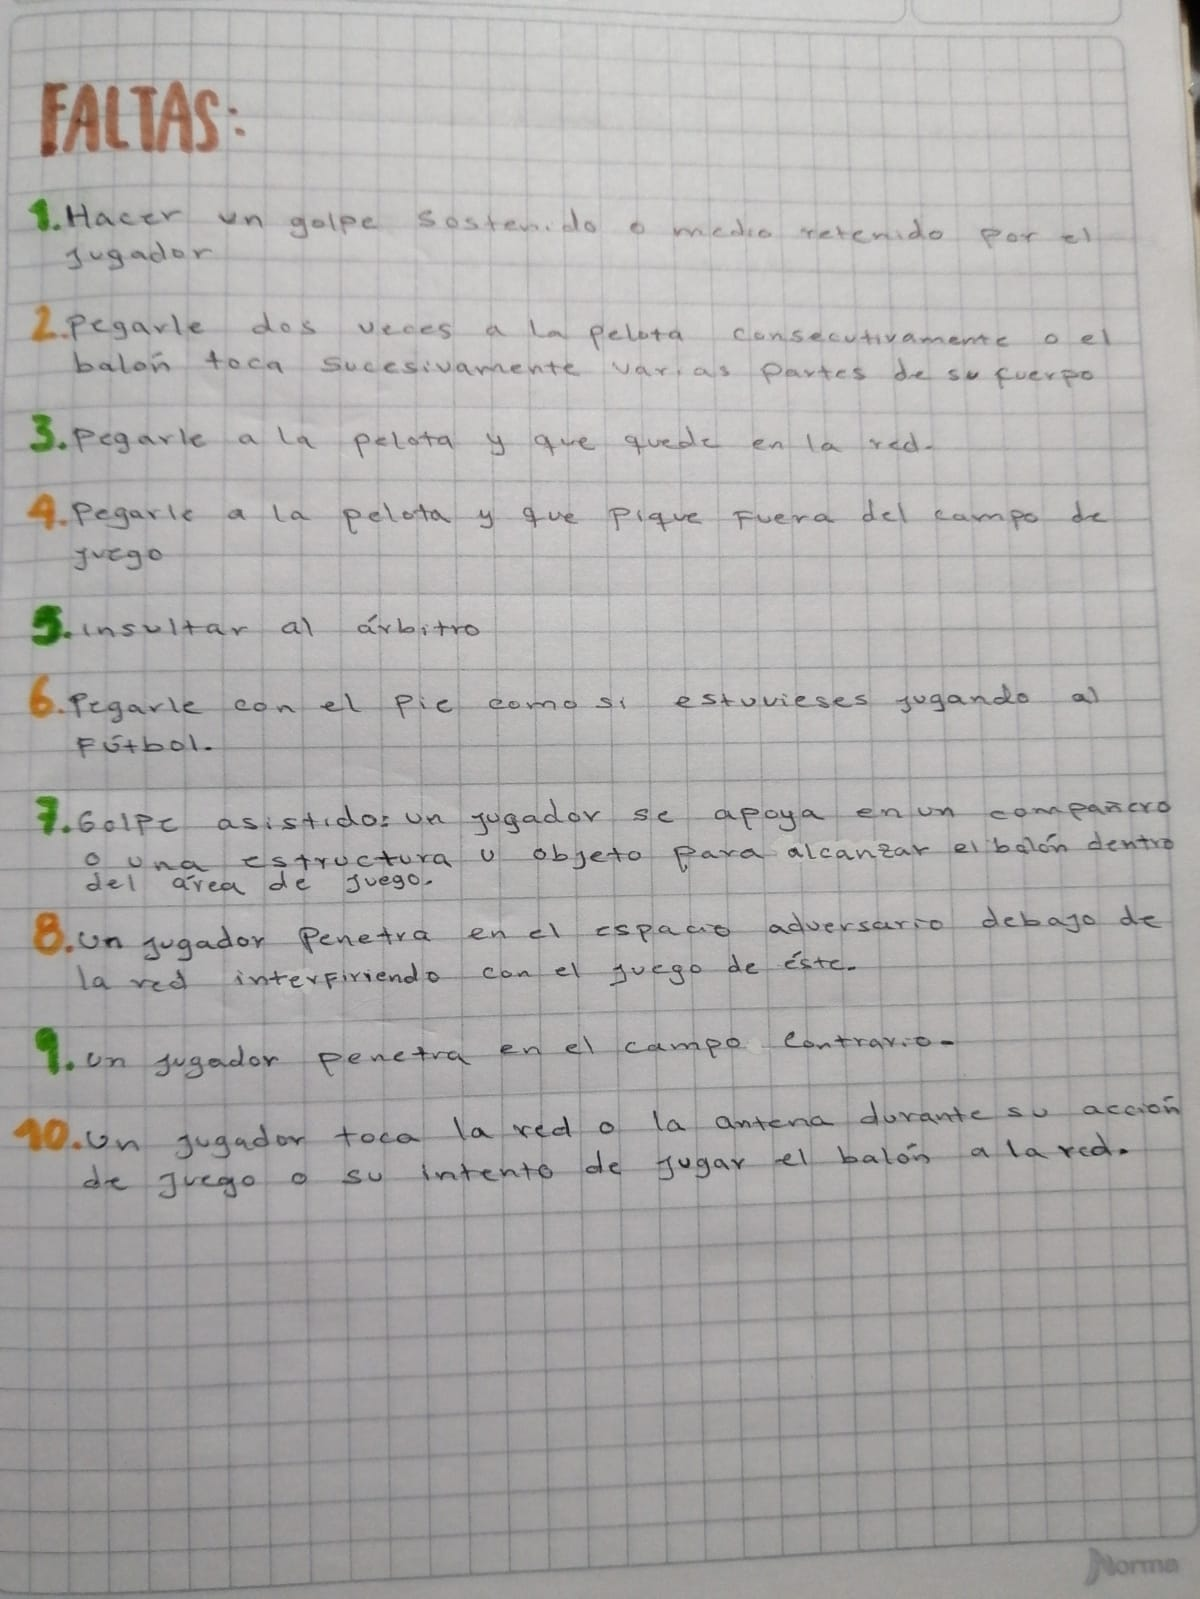 FALTAS:
1. Hacer un golpe sostenido o medio retenido por el
jugador
2. Pegarle dos veces a la pelota consecutivamente o el
balón toca sucesivamente varias partes de su cuerpo
3. Pegarle a la pelota y que quede en la red.
4. Pegarle a la pelota y que pique fuera del campo de
juego
5. insultar al árbitro
6. Pegarle con el pie como si estuvieses jugando al
Fútbol.
7. Golpe asistido: un jugador se apoya en un compañero
o una estructura u objeto para alcanzar el balón dentro
del área de juego.
8. un jugador penetra en el espacio adversario debajo de
la red interfiriendo con el juego de éste.
9. un jugador penetra en el campo contrario.
10. un jugador toca la red o la antena durante su acción
de juego o su intento de jugar el balón a la red.
Norma